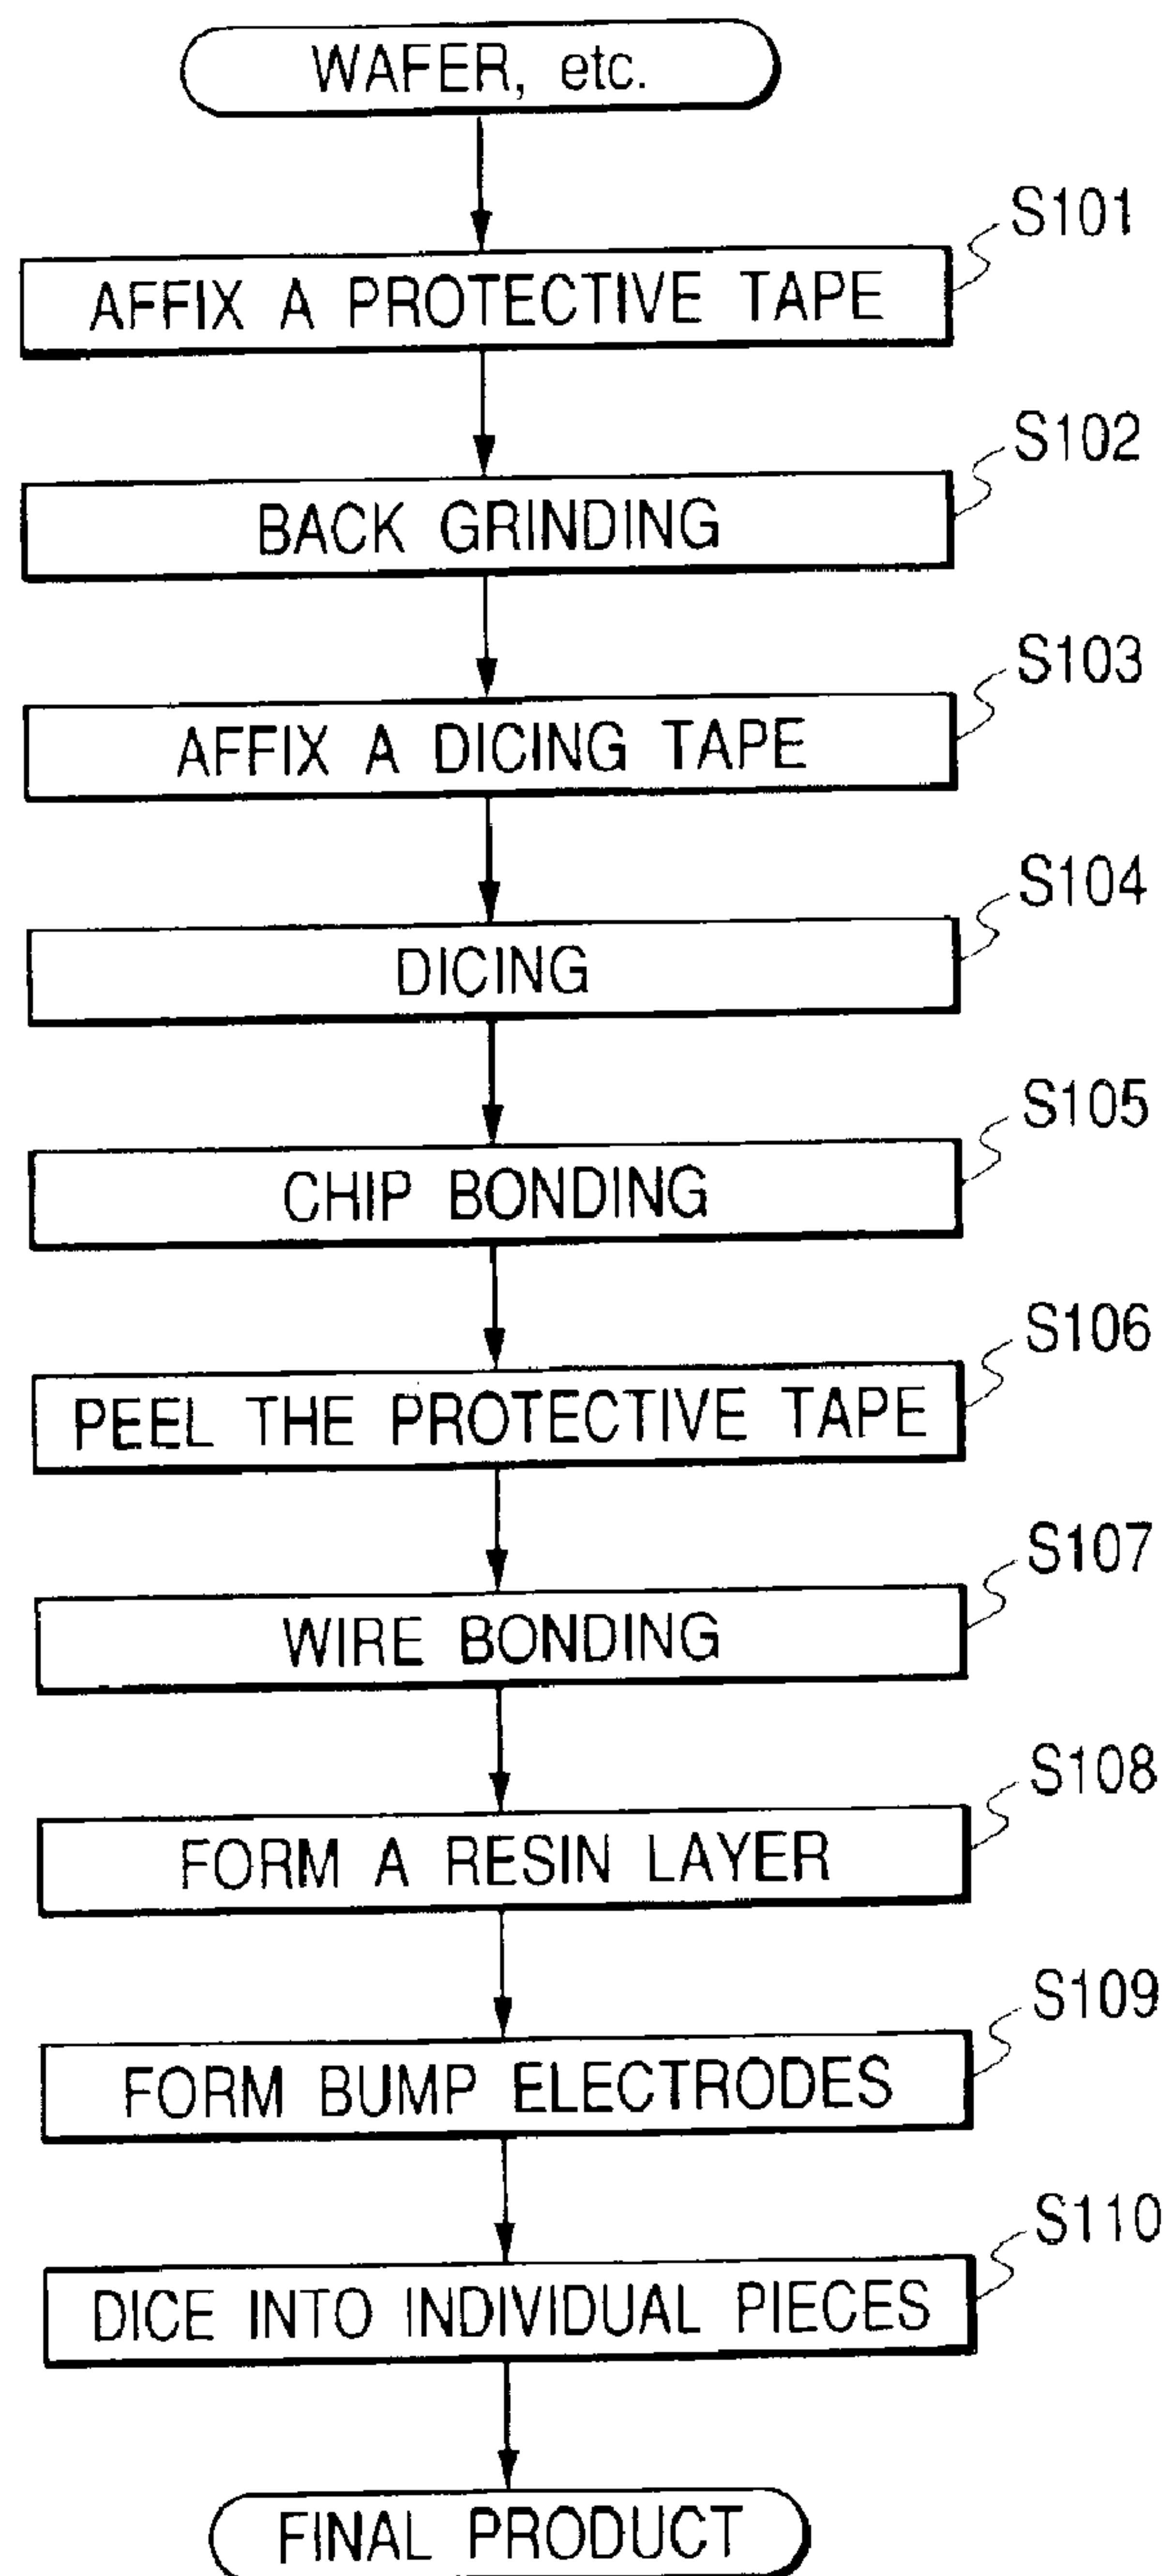 WAFER, etc.
S101
AFFIX A PROTECTIVE TAPE
S102
BACK GRINDING
S103
AFFIX A DICING TAPE
S104
DICING
S105
CHIP BONDING
S106
PEEL THE PROTECTIVE TAPE
S107
WIRE BONDING
S108
FORM A RESIN LAYER
S109
FORM BUMP ELECTRODES
S110
DICE INTO INDIVIDUAL PIECES
FINAL PRODUCT